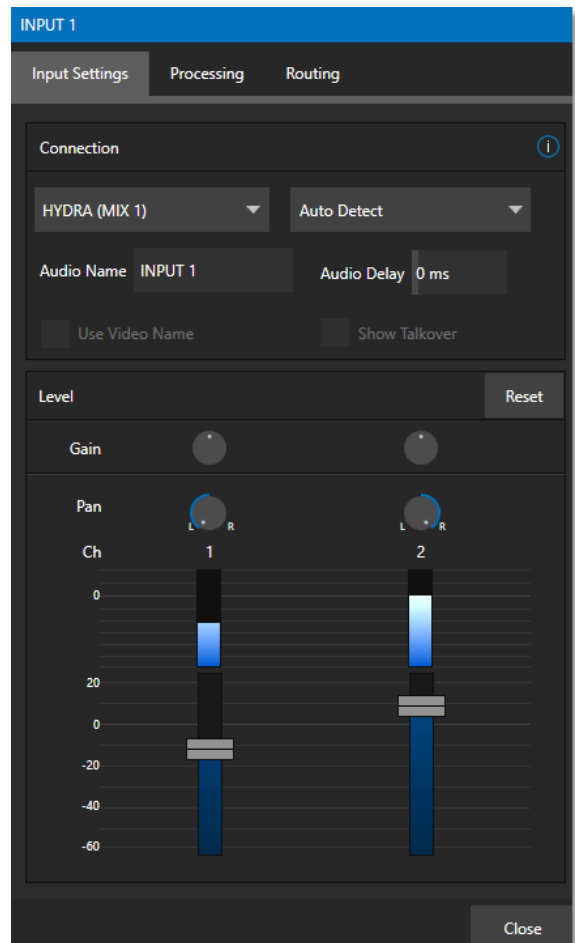 INPUT 1
Input Settings Processing Routing
Connection i
HYDRA (MIX 1) Auto Detect
Audio Name INPUT 1 Audio Delay 0 ms
Use Video Name Show Talkover
Level Reset
Gain
Pan L R L R
Ch 1 2
0
20
0
-20
-40
-60
Close